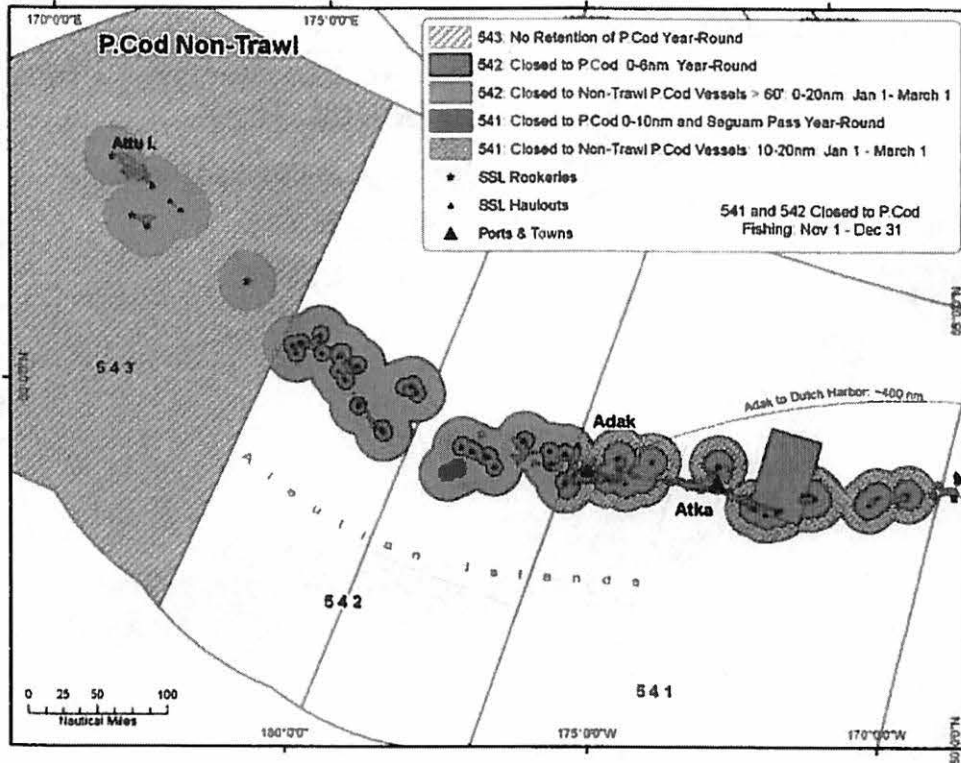 170°0'0"E
175°0'0"E
P.Cod Non-Trawl
543: No Retention of P.Cod Year-Round
542: Closed to P.Cod 0-6nm Year-Round
542: Closed to Non-Trawl P.Cod Vessels > 60' 0-20nm Jan 1 - March 1
541: Closed to P.Cod 0-10nm and Seguam Pass Year-Round
541: Closed to Non-Trawl P.Cod Vessels 10-20nm Jan 1 - March 1
SSL Rookeries
SSL Haulouts
Ports & Towns
541 and 542 Closed to P.Cod
Fishing: Nov 1 - Dec 31
Attu I.
543
Adak to Dutch Harbor: ~400 nm
Adak
Atka
Aleutian Islands
542
541
0 25 50 100
Nautical Miles
180°0'0"
175°0'0"W
170°0'0"W
50°0'0"N